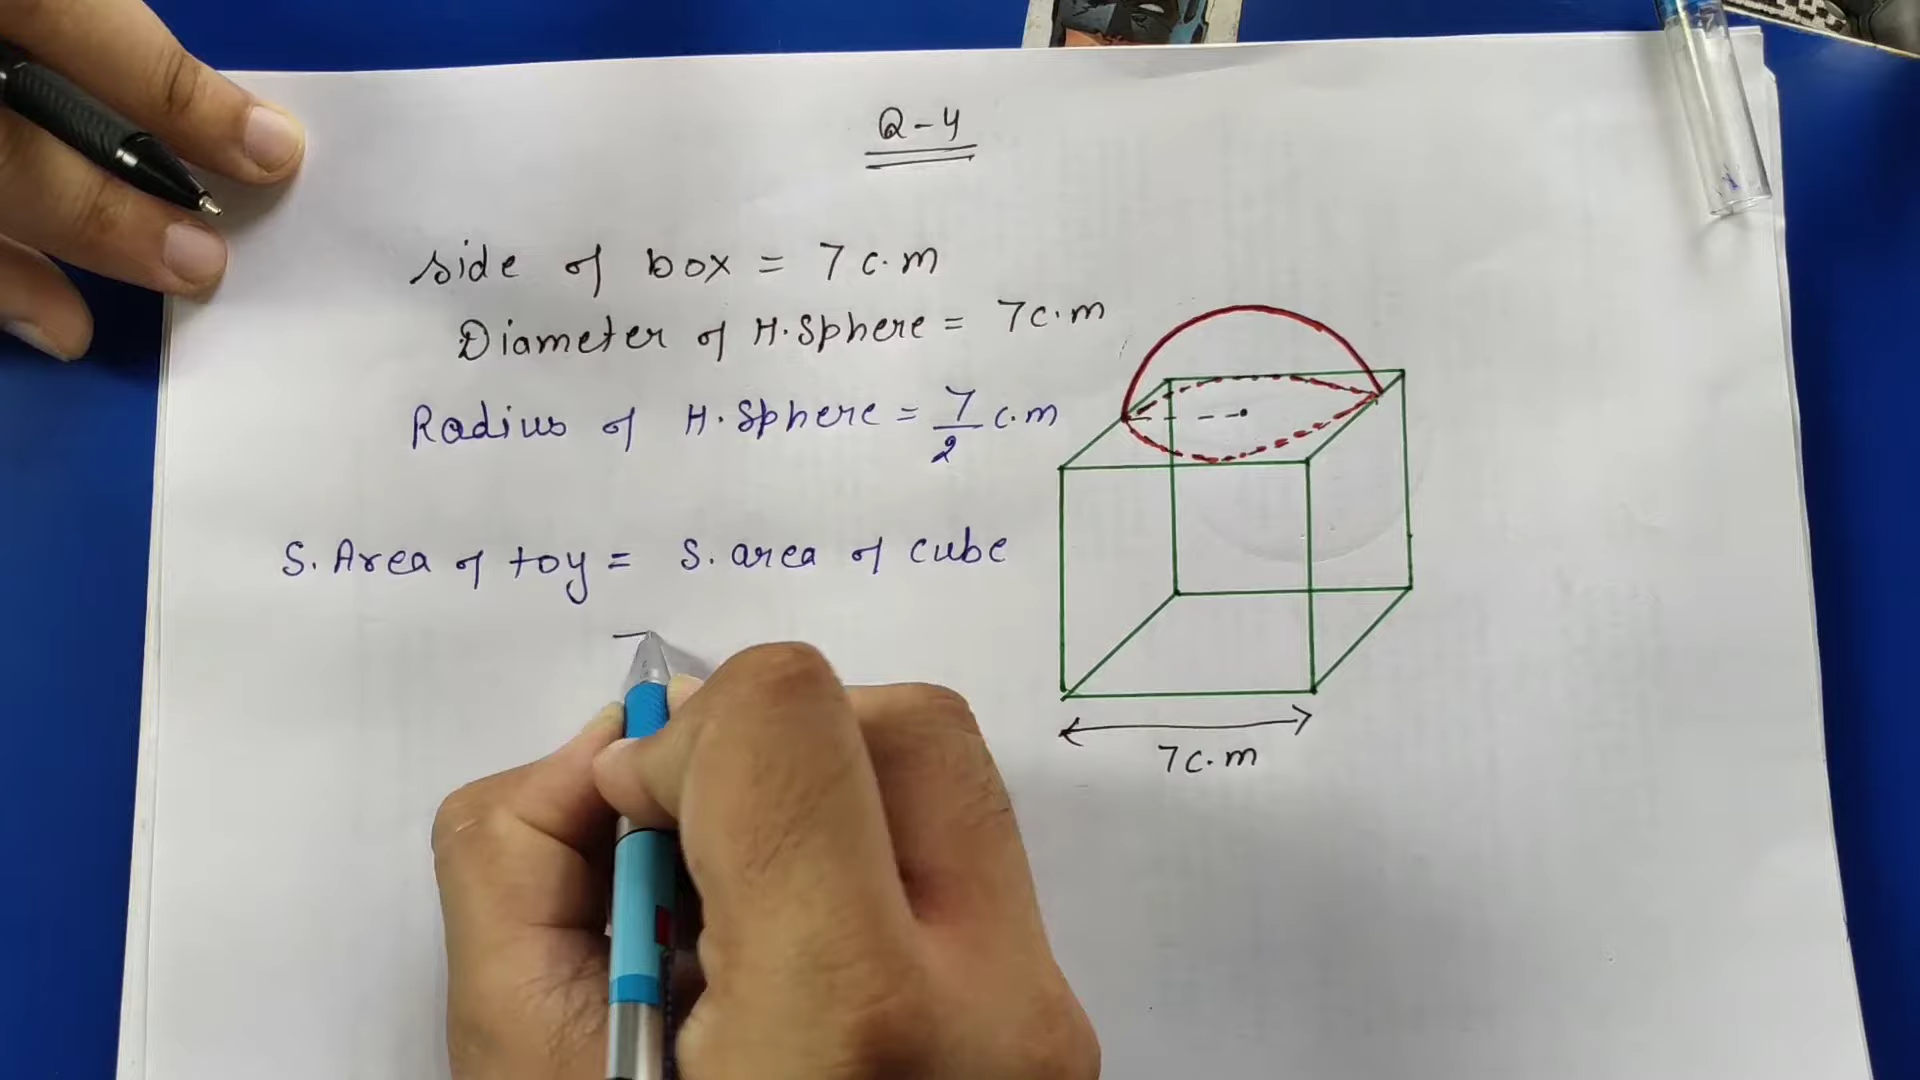 Q-4
side of box = 7 c.m
Diameter of H.Sphere = 7c.m
Radius of H.Sphere = 7/2 c.m
S.Area of toy = S. area of cube
-
7c.m